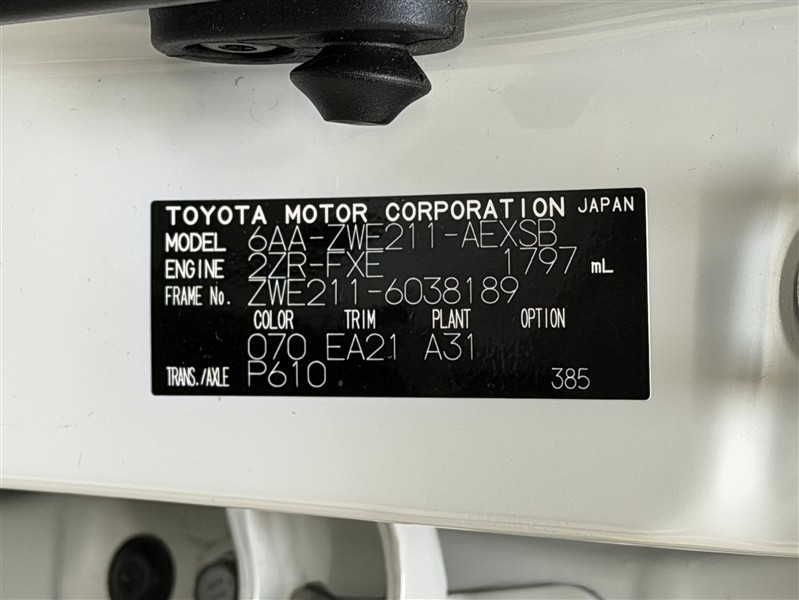 TOYOTA MOTOR CORPORATION JAPAN
MODEL 6AA-ZWE211-AEXSB
ENGINE 2ZR-FXE 1797 mL
FRAME No. ZWE211-6038189
COLOR TRIM PLANT OPTION
070 EA21 A31
TRANS./AXLE P610 385